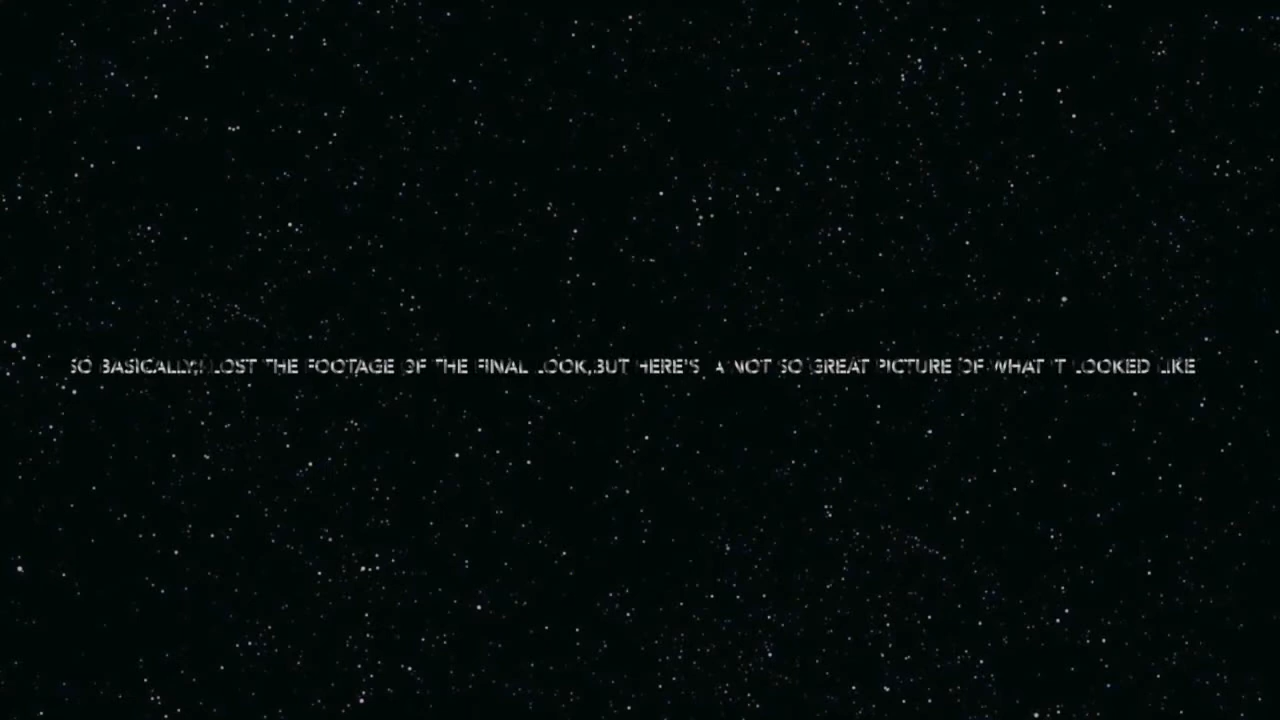 SO BASICALLY I LOST THE FOOTAGE OF THE FINAL LOOK, BUT HERE'S A NOT SO GREAT PICTURE OF WHAT IT LOOKED LIKE